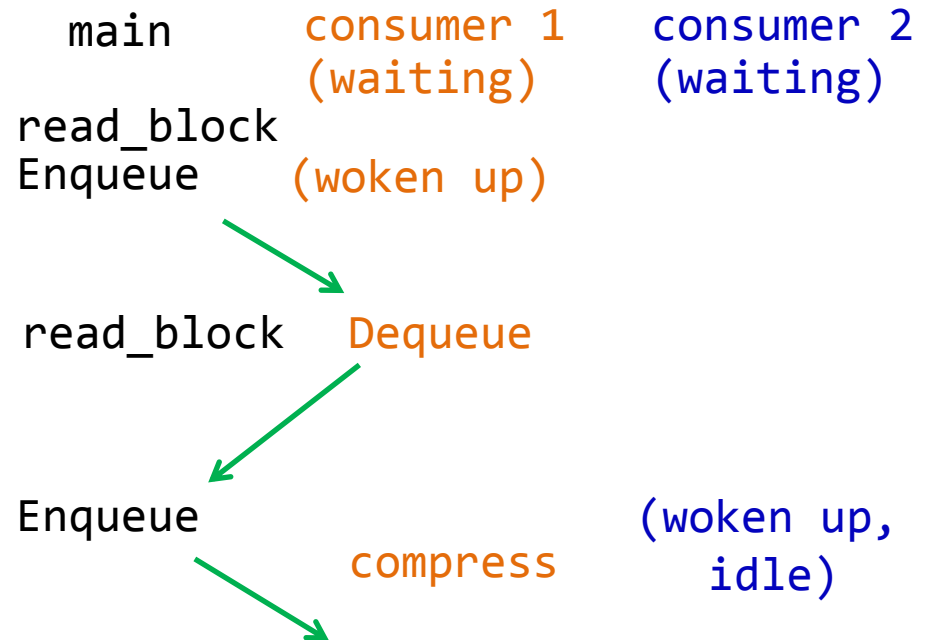 main consumer 1 consumer 2
(waiting) (waiting)
read_block
Enqueue (woken up)
read_block Dequeue
Enqueue (woken up,
compress idle)